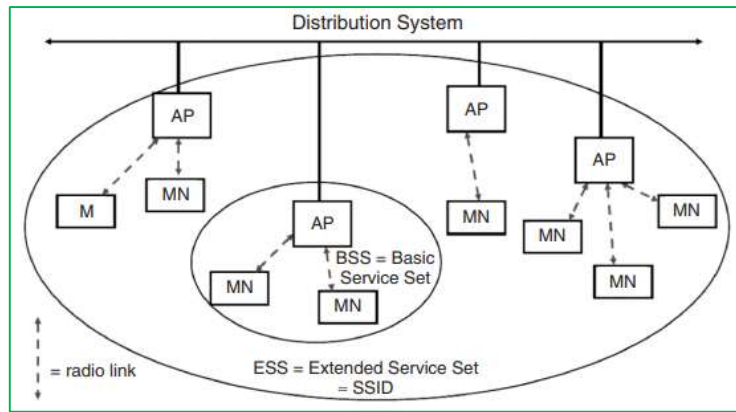 Distribution System
AP
AP
AP
AP
M
MN
MN
MN
MN
MN
AP
BSS = Basic
Service Set
MN
MN
ESS = Extended Service Set
= SSID
= radio link